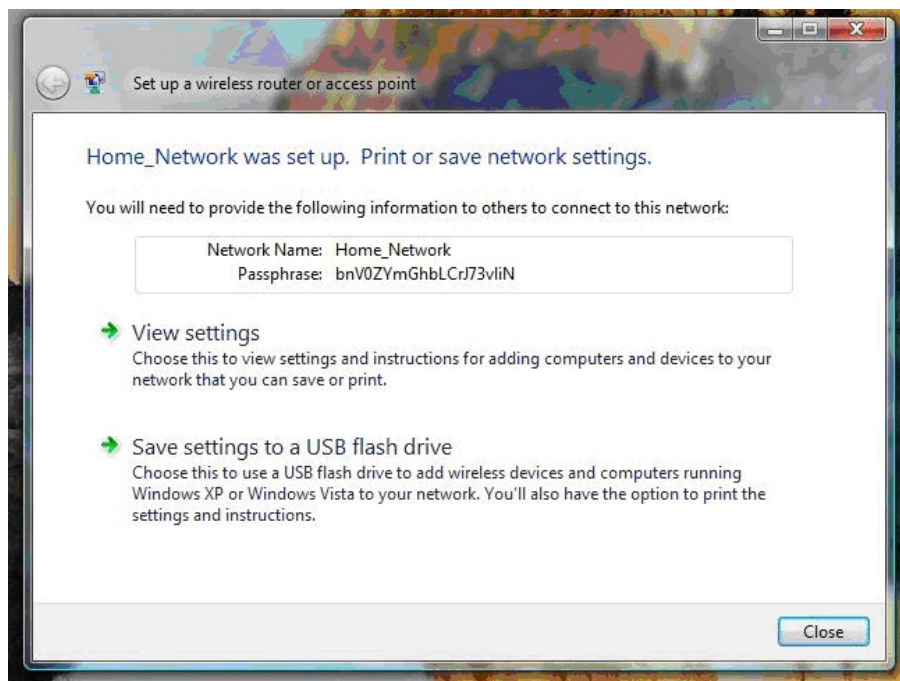 Set up a wireless router or access point
Home_Network was set up. Print or save network settings.
You will need to provide the following information to others to connect to this network:
Network Name: Home_Network
Passphrase: bnV0ZYmGhbLCrJ73vliN
View settings
Choose this to view settings and instructions for adding computers and devices to your
network that you can save or print.
Save settings to a USB flash drive
Choose this to use a USB flash drive to add wireless devices and computers running
Windows XP or Windows Vista to your network. You'll also have the option to print the
settings and instructions.
Close